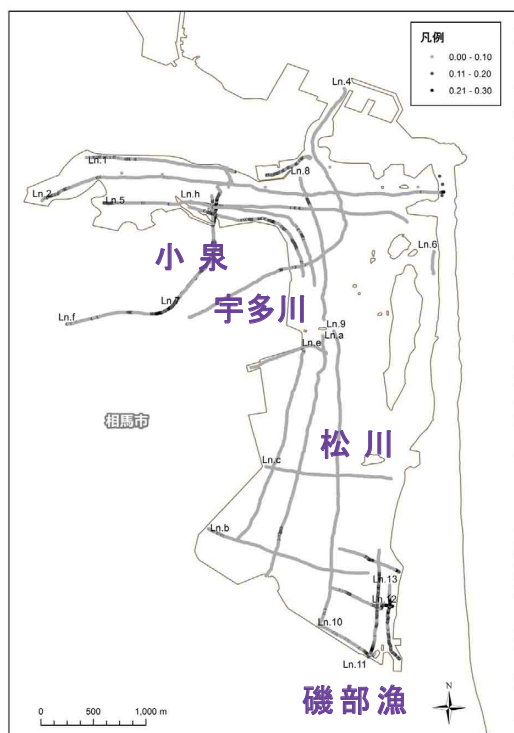 凡例
0.00 - 0.10
0.11 - 0.20
0.21 - 0.30
Ln.4
Ln.1
Ln.8
Ln.2
Ln.h
Ln.5
Ln.6
小泉
Ln.7
宇多川
Ln.f
Ln.9
Ln.a
Ln.e
相馬市
松川
Ln.c
Ln.b
Ln.13
Ln.12
Ln.10
Ln.11
磯部漁
N
0 500 1,000 m